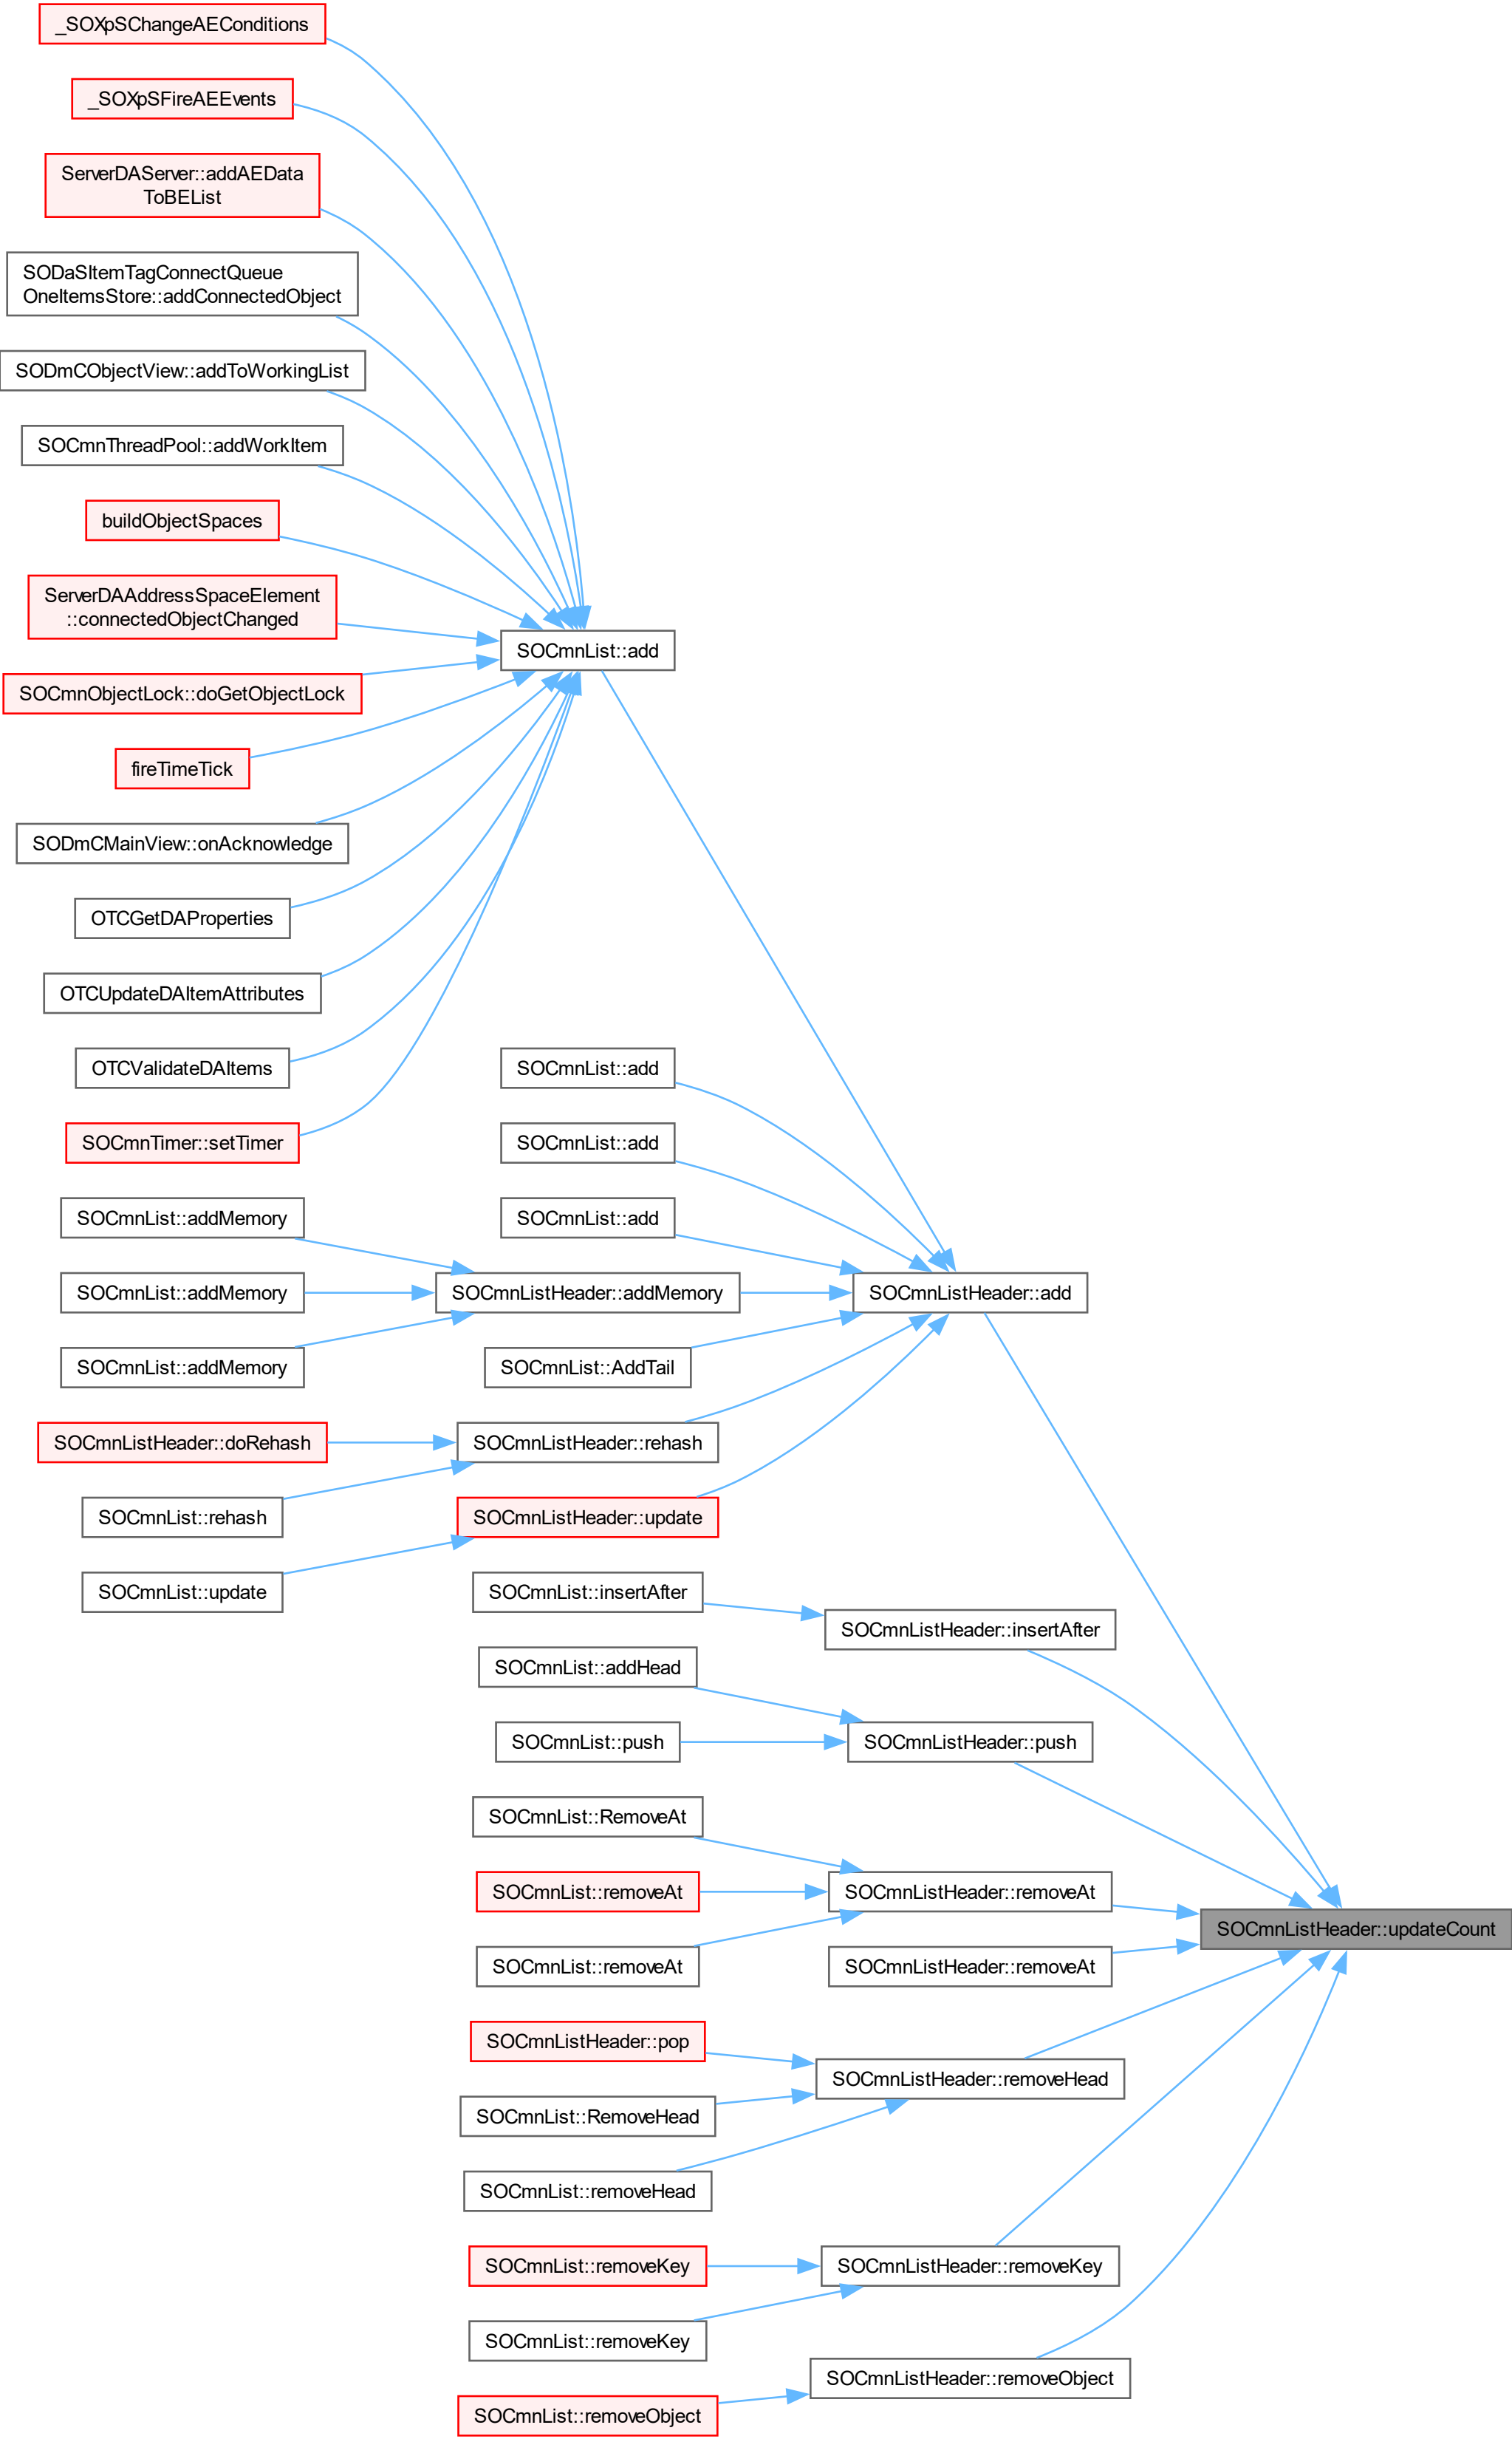 _SOXpSChangeAEConditions
_SOXpSFireAEEvents
ServerDAServer::addAEData
ToBEList
SODaSItemTagConnectQueue
OneItemsStore::addConnectedObject
SODmCObjectView::addToWorkingList
SOCmnThreadPool::addWorkItem
buildObjectSpaces
ServerDAAddressSpaceElement
::connectedObjectChanged
SOCmnList::add
SOCmnObjectLock::doGetObjectLock
fireTimeTick
SODmCMainView::onAcknowledge
OTCGetDAProperties
OTCUpdateDAItemAttributes
OTCValidateDAItems
SOCmnList::add
SOCmnTimer::setTimer
SOCmnList::add
SOCmnList::addMemory
SOCmnList::add
SOCmnList::addMemory
SOCmnListHeader::addMemory
SOCmnListHeader::add
SOCmnList::addMemory
SOCmnList::AddTail
SOCmnListHeader::doRehash
SOCmnListHeader::rehash
SOCmnList::rehash
SOCmnListHeader::update
SOCmnList::update
SOCmnList::insertAfter
SOCmnListHeader::insertAfter
SOCmnList::addHead
SOCmnList::push
SOCmnListHeader::push
SOCmnList::RemoveAt
SOCmnList::removeAt
SOCmnListHeader::removeAt
SOCmnListHeader::updateCount
SOCmnList::removeAt
SOCmnListHeader::removeAt
SOCmnListHeader::pop
SOCmnListHeader::removeHead
SOCmnList::RemoveHead
SOCmnList::removeHead
SOCmnList::removeKey
SOCmnListHeader::removeKey
SOCmnList::removeKey
SOCmnListHeader::removeObject
SOCmnList::removeObject